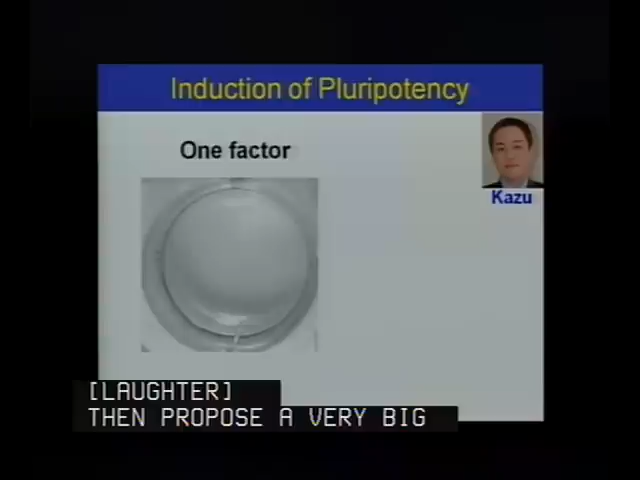 Induction of Pluripotency
One factor
Kazu
[LAUGHTER]
THEN PROPOSE A VERY BIG